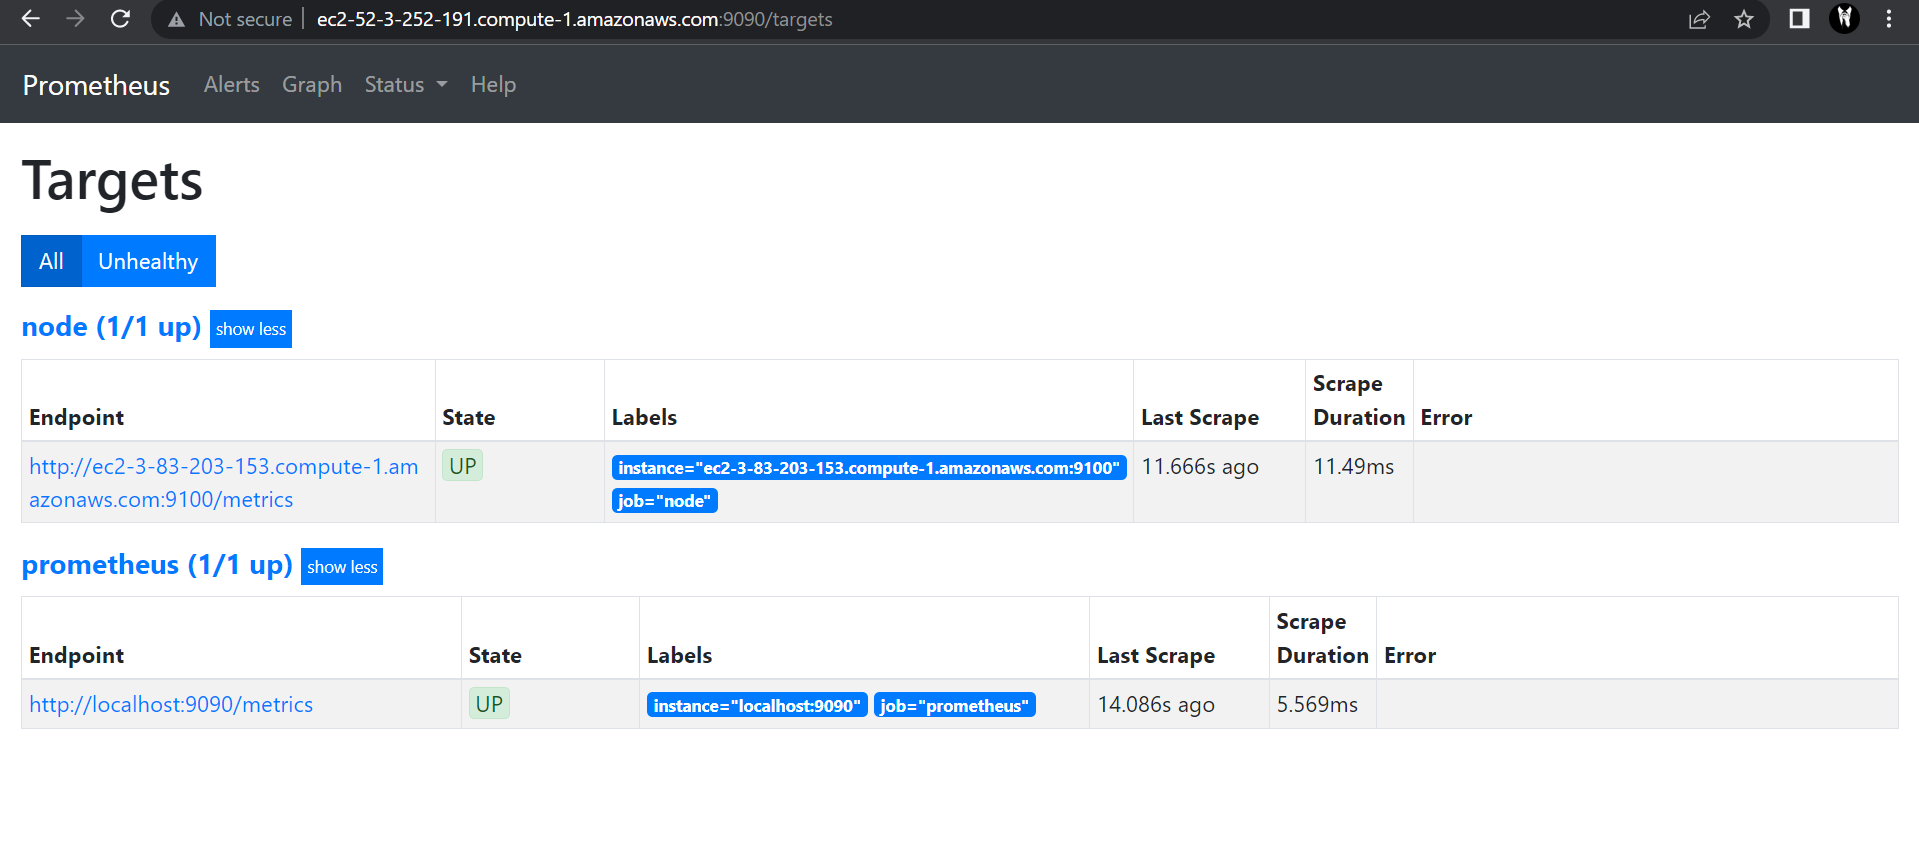 Not secure | ec2-52-3-252-191.compute-1.amazonaws.com:9090/targets
Prometheus Alerts Graph Status Help
Targets
All Unhealthy
node (1/1 up) show less
Endpoint State Labels Last Scrape Scrape Duration Error
http://ec2-3-83-203-153.compute-1.am
azonaws.com:9100/metrics
UP
instance="ec2-3-83-203-153.compute-1.amazonaws.com:9100"
job="node"
11.666s ago
11.49ms
prometheus (1/1 up) show less
Endpoint State Labels Last Scrape Scrape Duration Error
http://localhost:9090/metrics UP instance="localhost:9090" job="prometheus" 14.086s ago 5.569ms